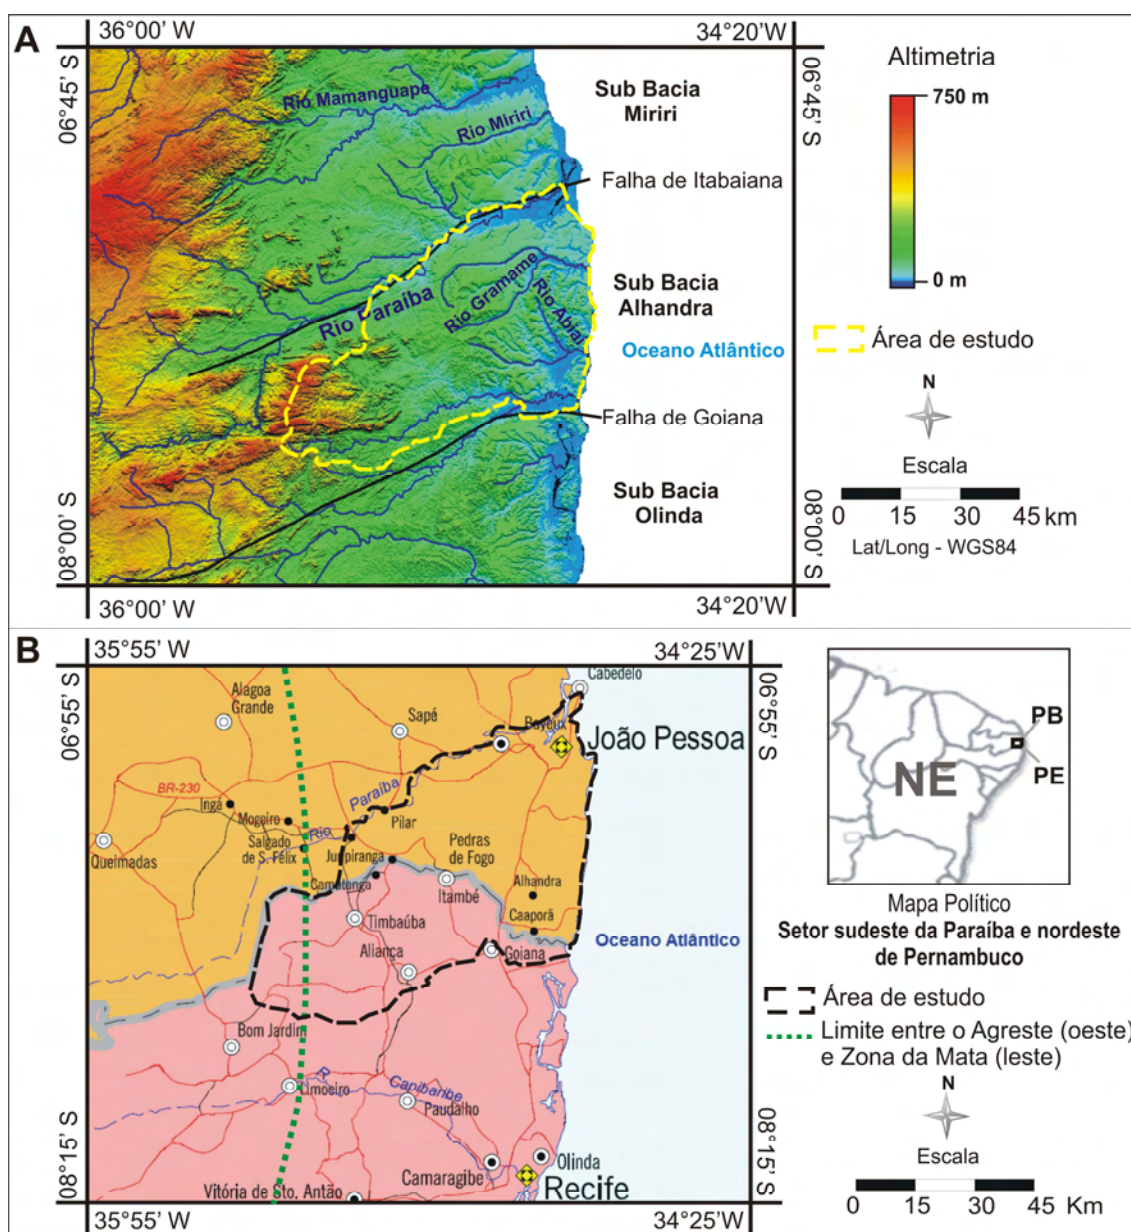 A
36°00' W
34°20' W
06°45' S
06°45' S
Rio Mamanguape
Rio Miriri
Sub Bacia
Miriri
Falha de Itabaiana
Rio Paraíba
Rio Gramame
Rio Abiaí
Sub Bacia
Alhandra
Oceano Atlântico
Falha de Goiana
Sub Bacia
Olinda
08°00' S
08°00' S
36°00' W
34°20'W
Altimetria
750 m
0 m
Área de estudo
N
Escala
0 15 30 45 km
Lat/Long - WGS84
B
35°55' W
34°25'W
06°55' S
06°55' S
Cabedelo
Alagoa
Grande
Sapé
Bayeux
João Pessoa
BR-230
Ingá
Mogeiro
Rio Paraíba
Pilar
Salgado
de S. Félix
Queimadas
Juripiranga
Pedras
de Fogo
Camutanga
Itambé
Alhandra
Timbaúba
Caaporã
Aliança
Goiana
Oceano Atlântico
Bom Jardim
Limoeiro
R. Capibaribe
Paudalho
Camaragibe
Olinda
Recife
Vitória de Sto. Antão
08°15' S
08°15' S
35°55' W
34°25'W
NE
PB
PE
Mapa Político
Setor sudeste da Paraíba e nordeste
de Pernambuco
Área de estudo
Limite entre o Agreste (oeste)
e Zona da Mata (leste)
N
Escala
0 15 30 45 Km